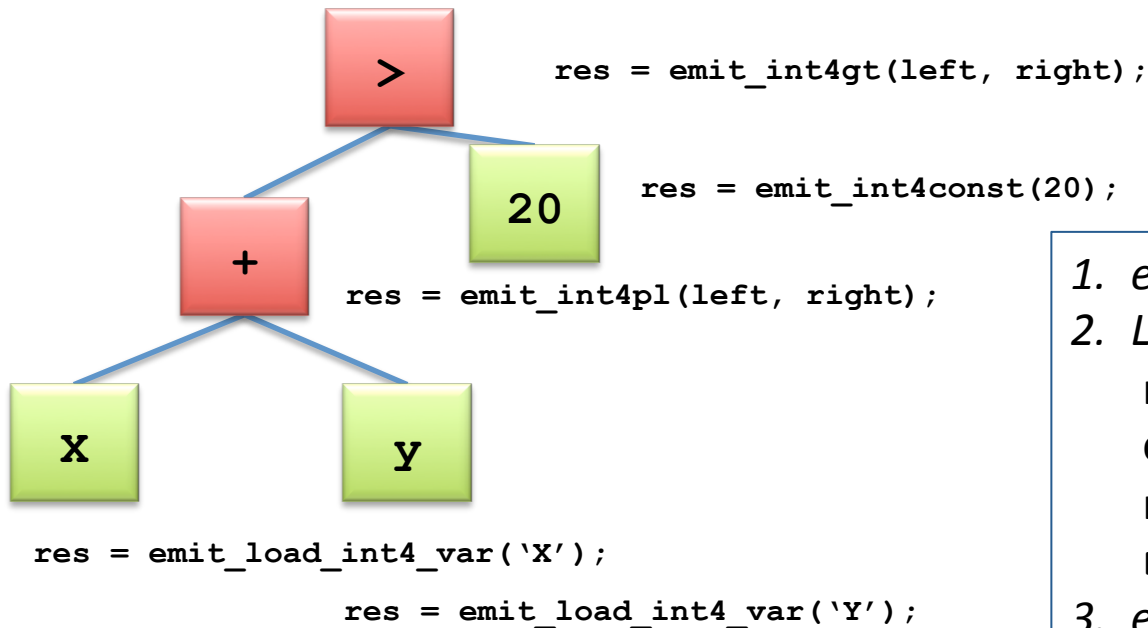 >
res = emit_int4gt(left, right);
20
res = emit_int4const(20);
+
res = emit_int4pl(left, right);
X
y
res = emit_load_int4_var(‘X’);
res = emit_load_int4_var(‘Y’);
1. e
2. L
3. e